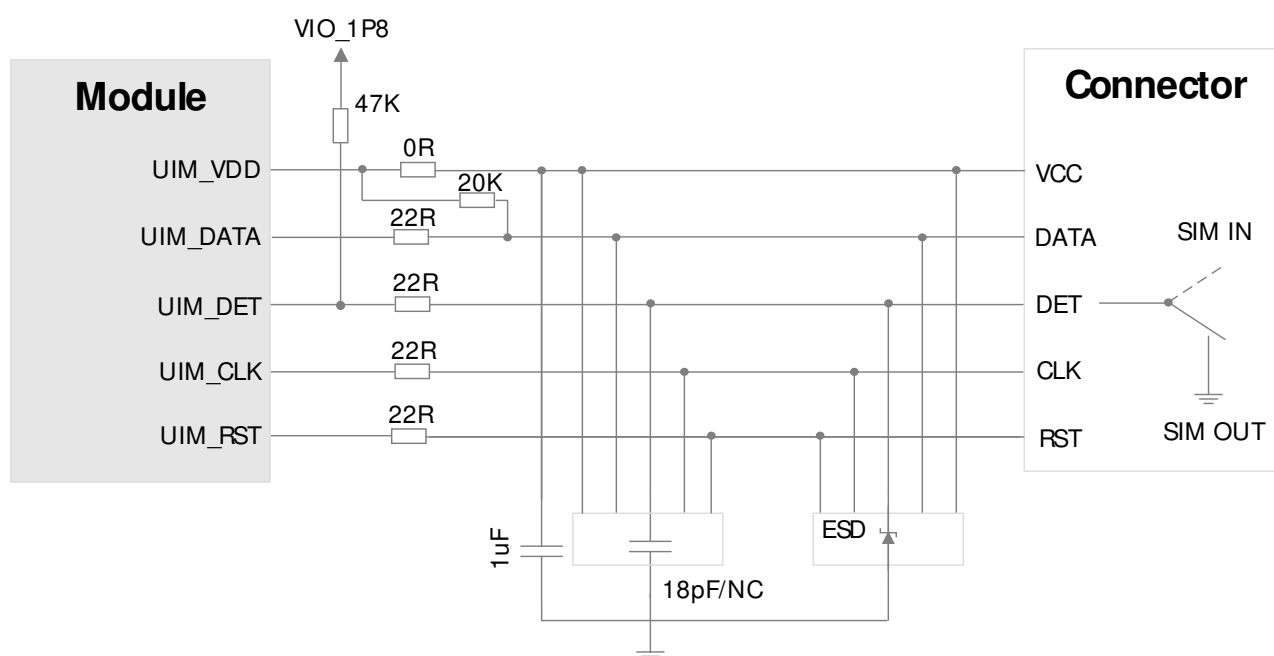 VIO_1P8
Module
Connector
47K
0R
UIM_VDD
VCC
20K
22R
UIM_DATA
DATA
SIM IN
22R
UIM_DET
DET
22R
UIM_CLK
CLK
22R
UIM_RST
RST
SIM OUT
ESD
1uF
18pF/NC